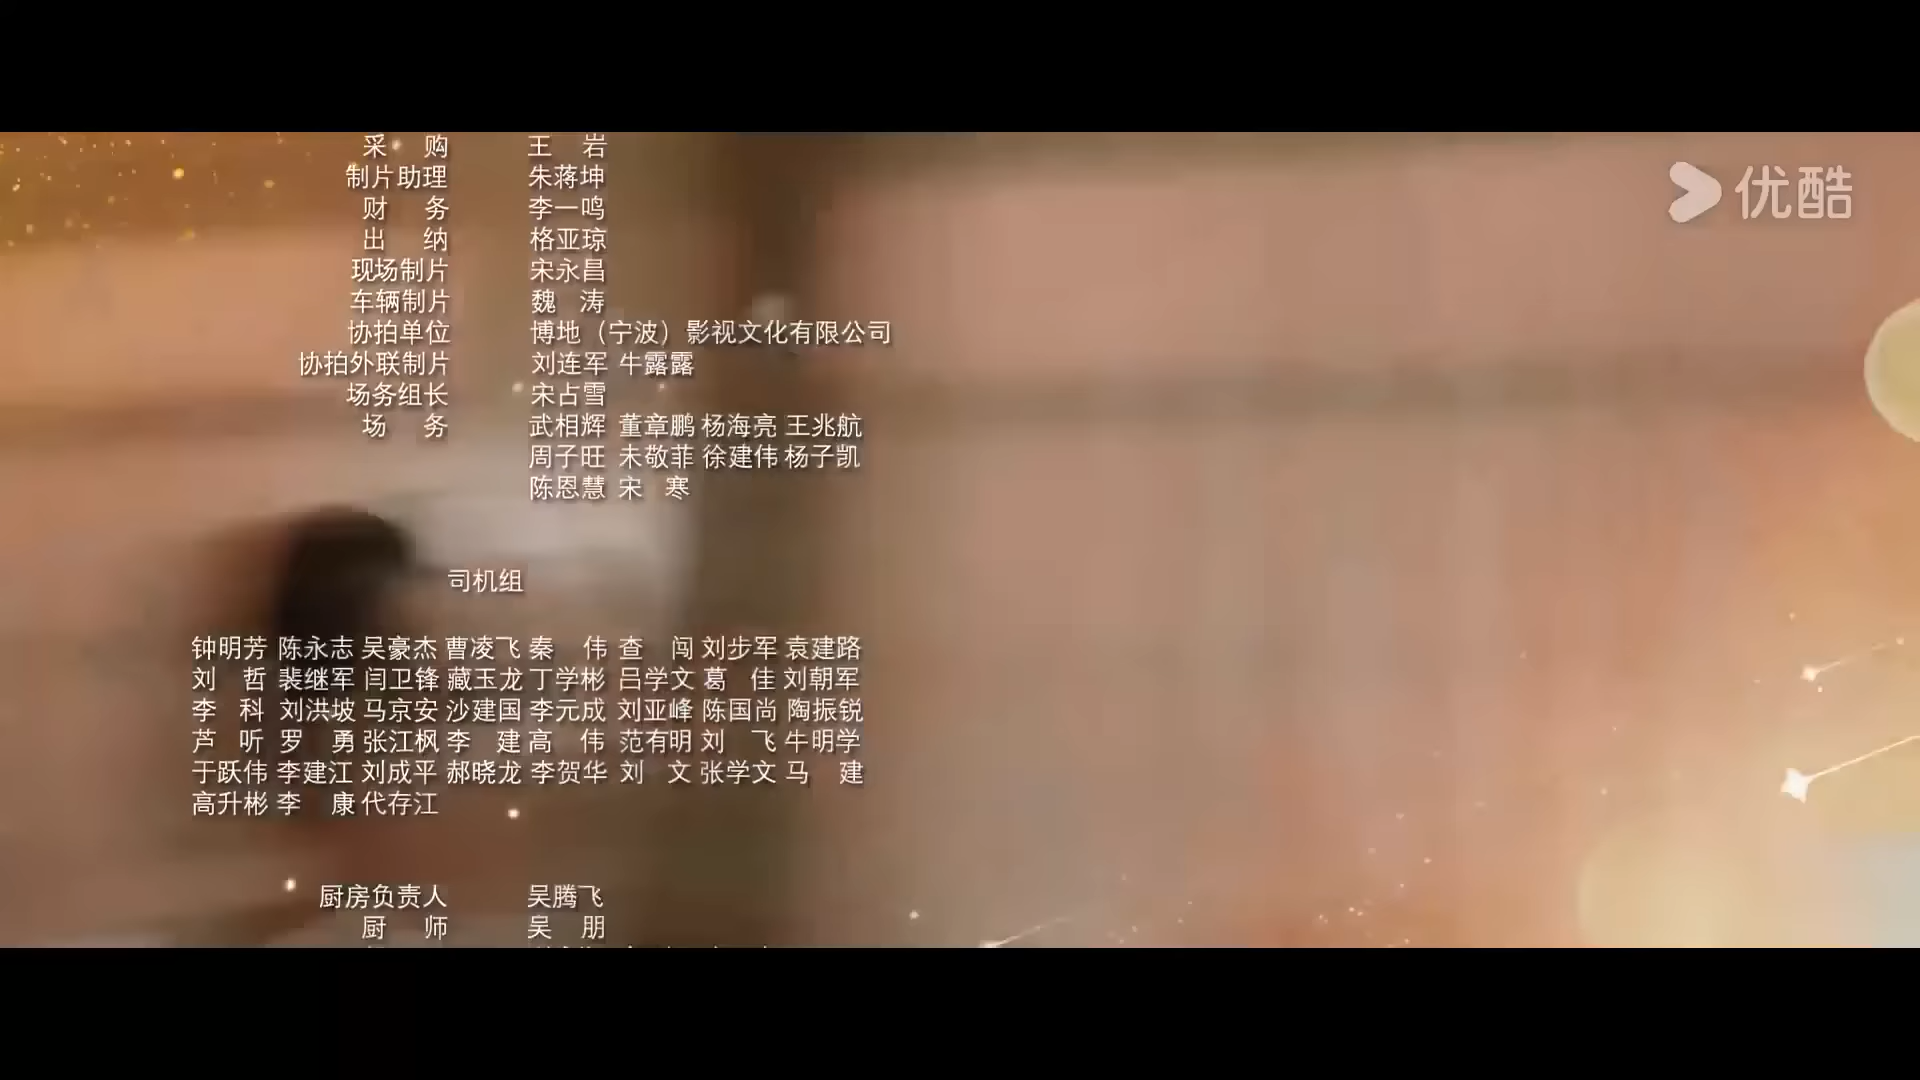 采 购 王 岩
制片助理 朱蒋坤
财 务 李一鸣
出 纳 格亚琼
现场制片 宋永昌
车辆制片 魏 涛
协拍单位 博地（宁波）影视文化有限公司
协拍外联制片 刘连军 牛露露
场务组长 宋占雪
场 务 武相辉 董章鹏 杨海亮 王兆航
周子旺 未敬菲 徐建伟 杨子凯
陈恩慧 宋 寒
司机组
钟明芳 陈永志 吴豪杰 曹凌飞 秦 伟 查 闯 刘步军 袁建路
刘 哲 裴继军 闫卫锋 藏玉龙 丁学彬 吕学文 葛 佳 刘朝军
李 科 刘洪坡 马京安 沙建国 李元成 刘亚峰 陈国尚 陶振锐
芦 听 罗 勇 张江枫 李 建 高 伟 范有明 刘 飞 牛明学
于跃伟 李建江 刘成平 郝晓龙 李贺华 刘 文 张学文 马 建
高升彬 李 康 代存江
厨房负责人 吴腾飞
厨 师 吴 朋
优酷